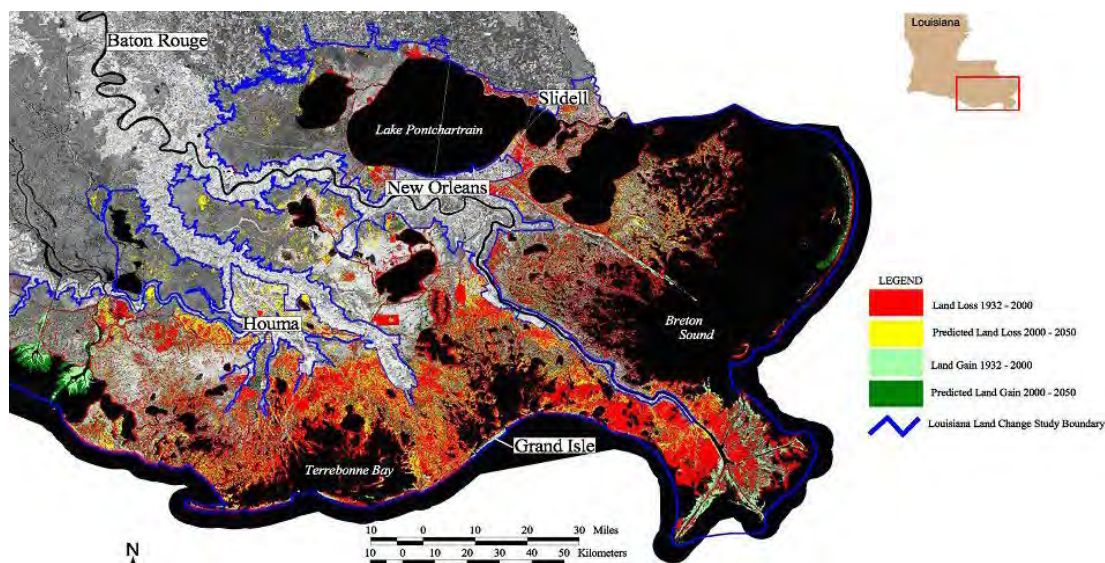 Louisiana
Baton Rouge
Slidell
Lake Pontchartrain
New Orleans
LEGEND
Land Loss 1932 - 2000
Predicted Land Loss 2000 - 2050
Land Gain 1932 - 2000
Predicted Land Gain 2000 - 2050
Louisiana Land Change Study Boundary
Breton
Sound
Houma
Grand Isle
Terrebonne Bay
10 0 10 20 30 Miles
10 0 10 20 30 40 50 Kilometers
N